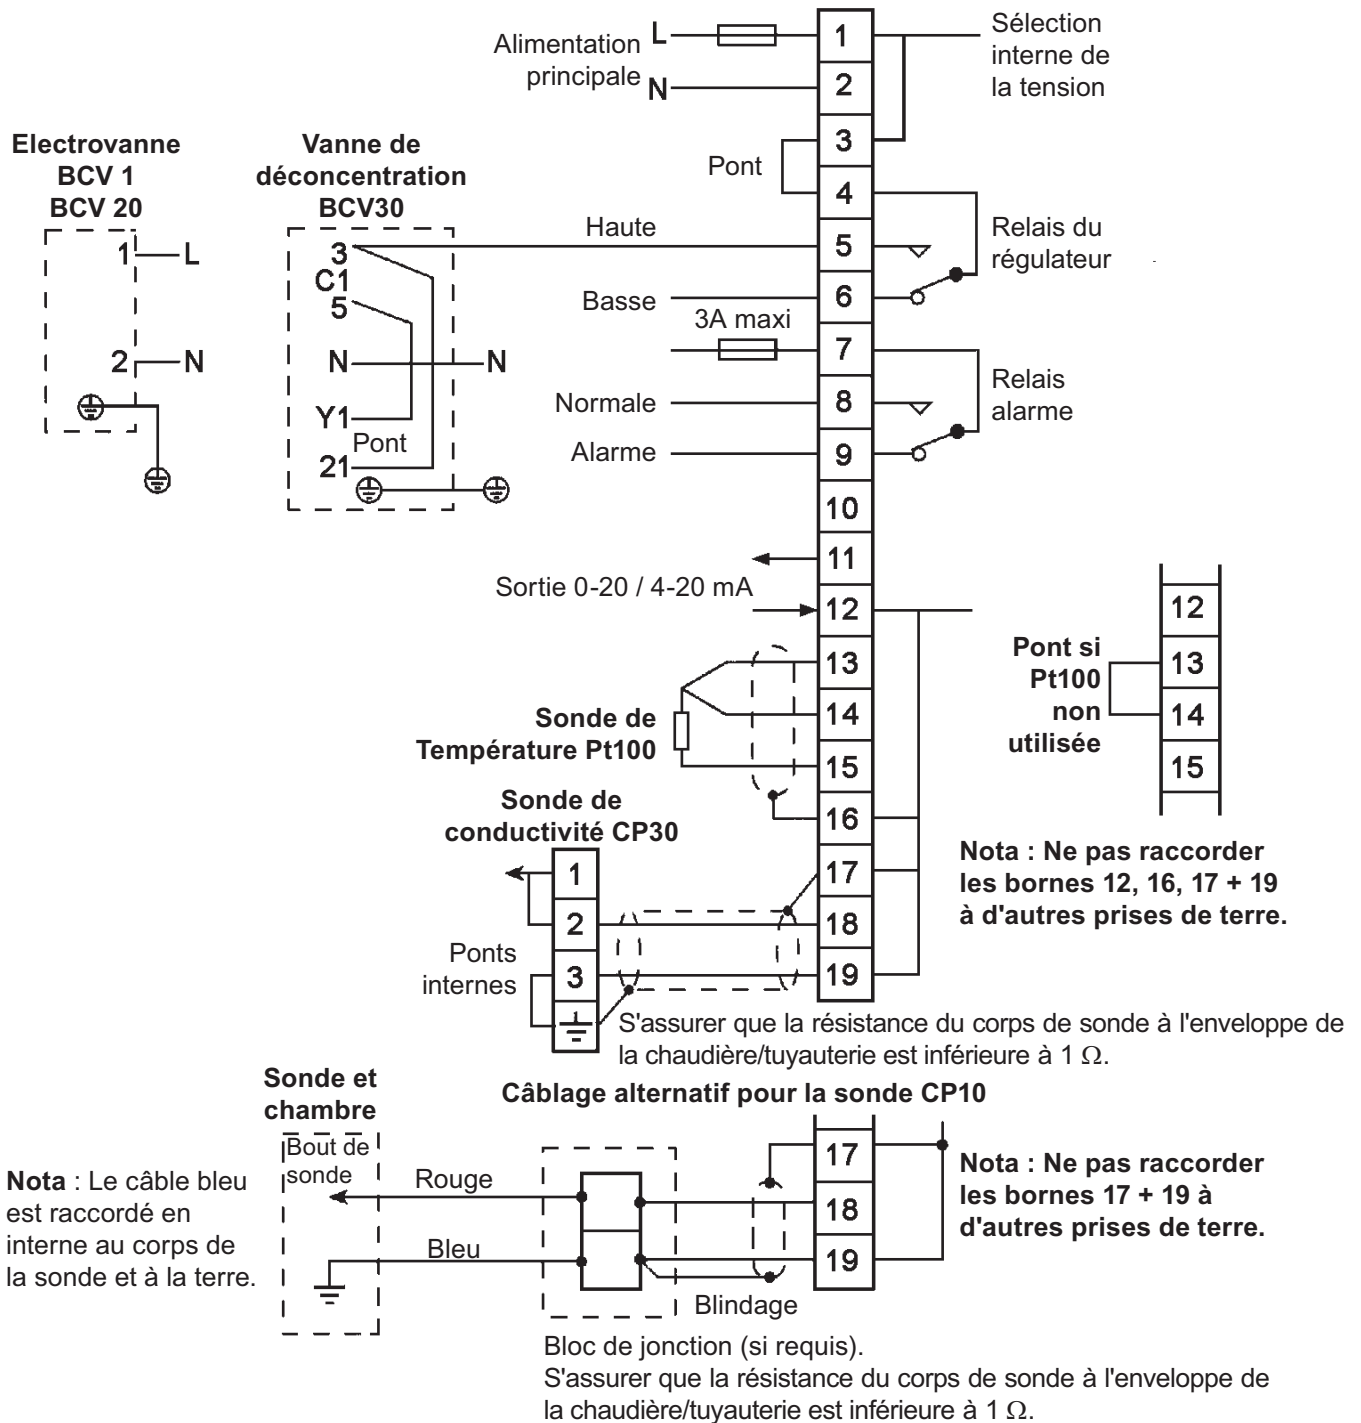 Alimentation
principale
L
N
1
2
3
4
5
6
7
8
9
10
11
12
13
14
15
16
17
18
19
Sélection
interne de
la tension
Electrovanne
BCV 1
BCV 20
1
L
2
N
Vanne de
déconcentration
BCV30
3
C1
5
N
N
Y1
Pont
21
Pont
Haute
Basse
3A maxi
Relais du
régulateur
Normale
Alarme
Relais
alarme
Sortie 0-20 / 4-20 mA
Sonde de
Température Pt100
Pont si
Pt100
non
utilisée
12
13
14
15
Sonde de
conductivité CP30
1
2
3
Ponts
internes
Nota : Ne pas raccorder
les bornes 12, 16, 17 + 19
à d'autres prises de terre.
S'assurer que la résistance du corps de sonde à l'enveloppe de
la chaudière/tuyauterie est inférieure à 1 Ω.
Sonde et
chambre
Câblage alternatif pour la sonde CP10
Bout de
sonde
Nota : Le câble bleu
est raccordé en
interne au corps de
la sonde et à la terre.
Rouge
Bleu
17
18
19
Nota : Ne pas raccorder
les bornes 17 + 19 à
d'autres prises de terre.
Blindage
Bloc de jonction (si requis).
S'assurer que la résistance du corps de sonde à l'enveloppe de
la chaudière/tuyauterie est inférieure à 1 Ω.